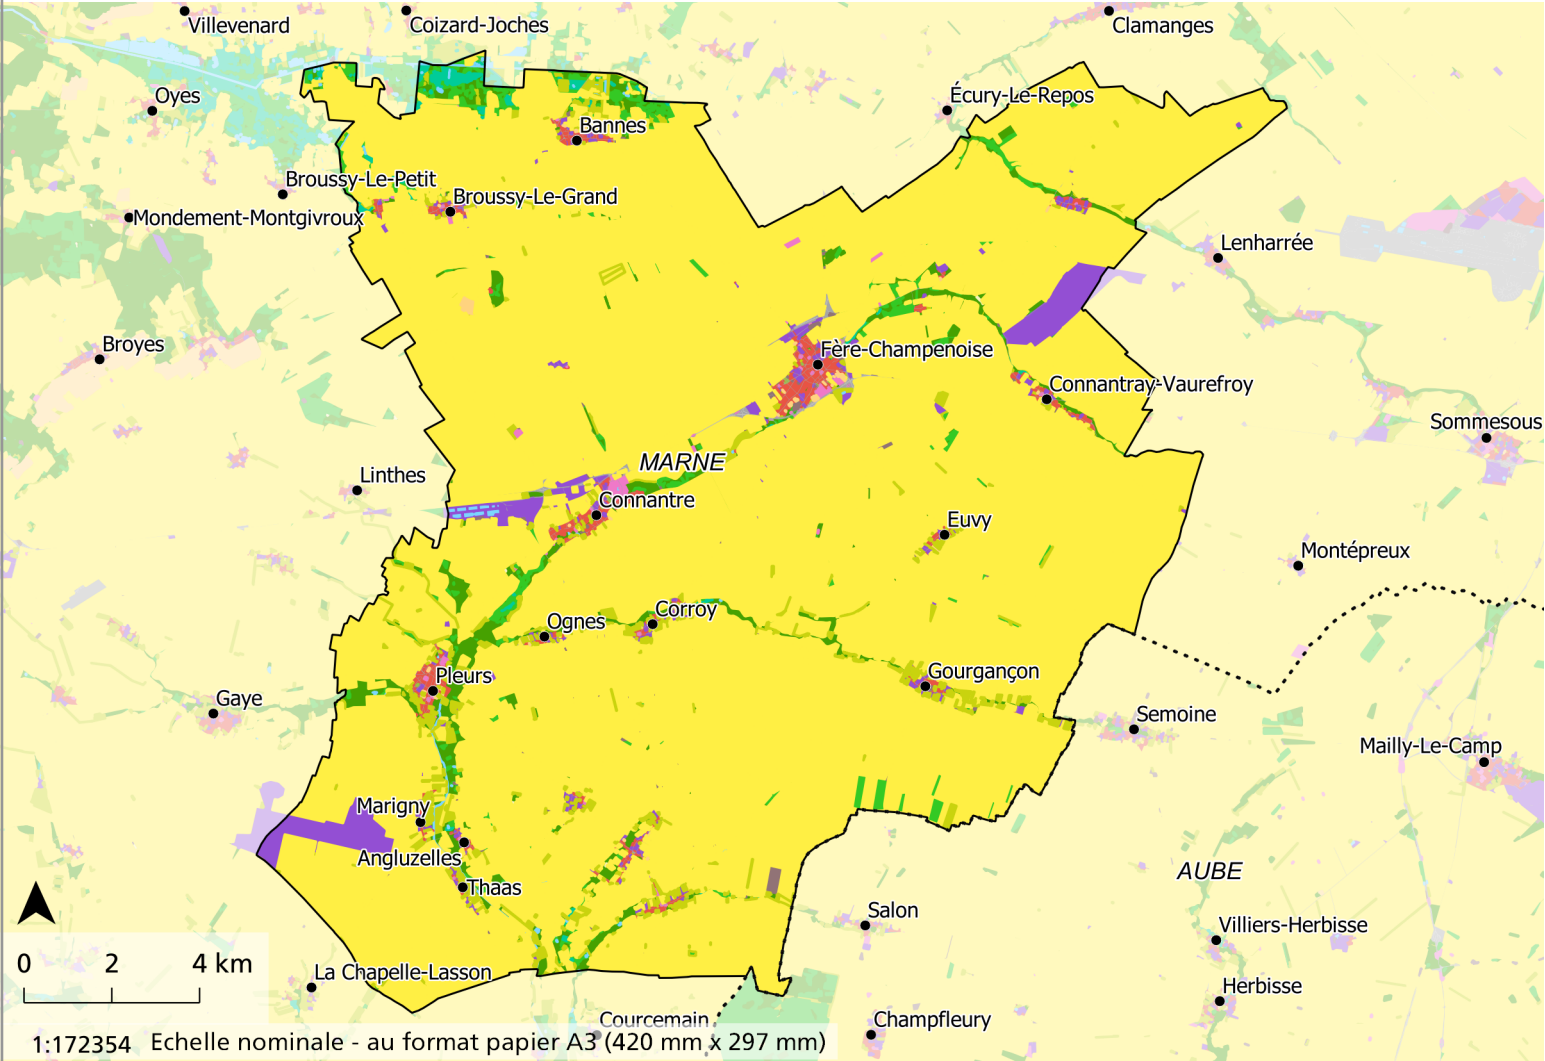 Villevenard
Coizard-Joches
Clamanges
Oyes
Écury-Le-Repos
Bannes
Broussy-Le-Petit
Broussy-Le-Grand
Mondement-Montgivroux
Lenharrée
Broyes
Fère-Champenoise
Connantray-Vaurefroy
Sommesous
MARNE
Linthes
Connantre
Euvy
Montépreux
Ognes
Corroy
Pleurs
Gourgançon
Gaye
Semoine
Mailly-Le-Camp
Marigny
Angluzelles
AUBE
Thaas
Salon
Villiers-Herbisse
0 2 4 km
La Chapelle-Lasson
Herbisse
Courcemain
Champfleury
1:172354 Echelle nominale - au format papier A3 (420 mm x 297 mm)